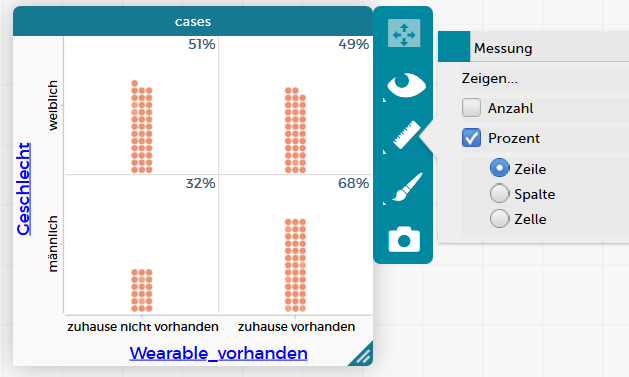 cases
51%
49%
weiblich
32%
68%
männlich
Geschlecht
zuhause nicht vorhanden
zuhause vorhanden
Wearable_vorhanden
Messung
Zeigen...
Anzahl
Prozent
Zeile
Spalte
Zelle